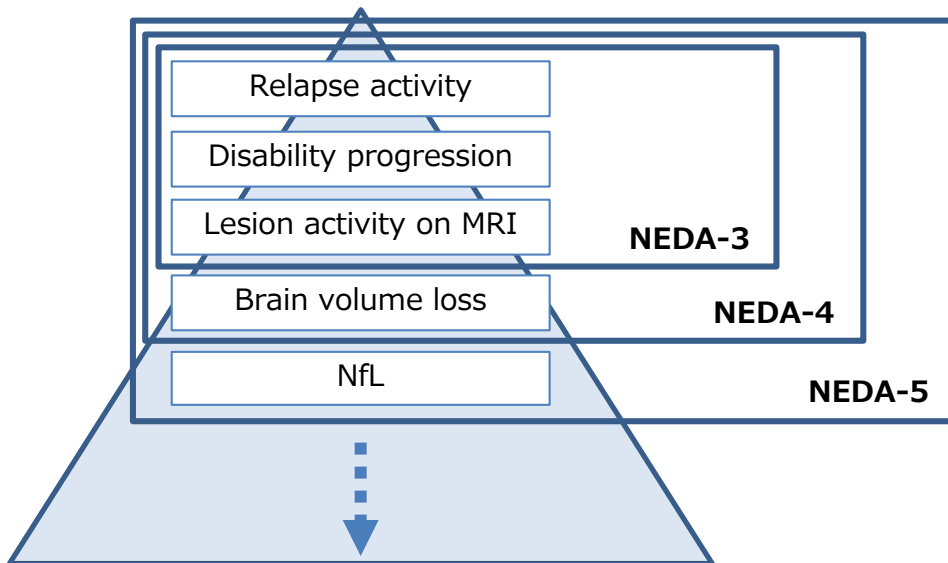 Relapse activity
Disability progression
Lesion activity on MRI
NEDA-3
Brain volume loss
NEDA-4
NfL
NEDA-5